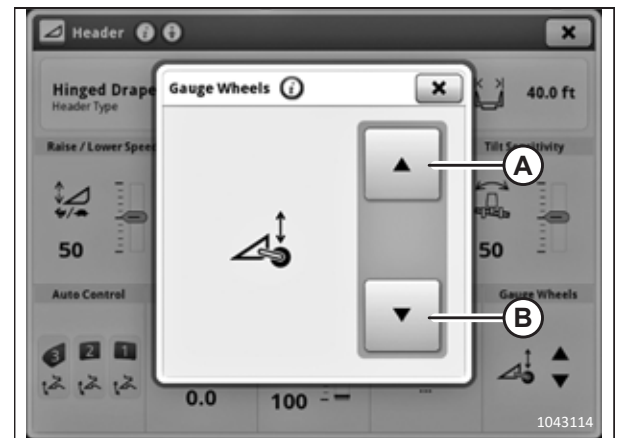 Header
Hinged Drape
Header Type
40.0 ft
Gauge Wheels
Raise / Lower Spee
Tilt Sensitivity
A
50
50
Auto Control
Gauge Wheels
B
3 2 1
0.0
100
...
1043114